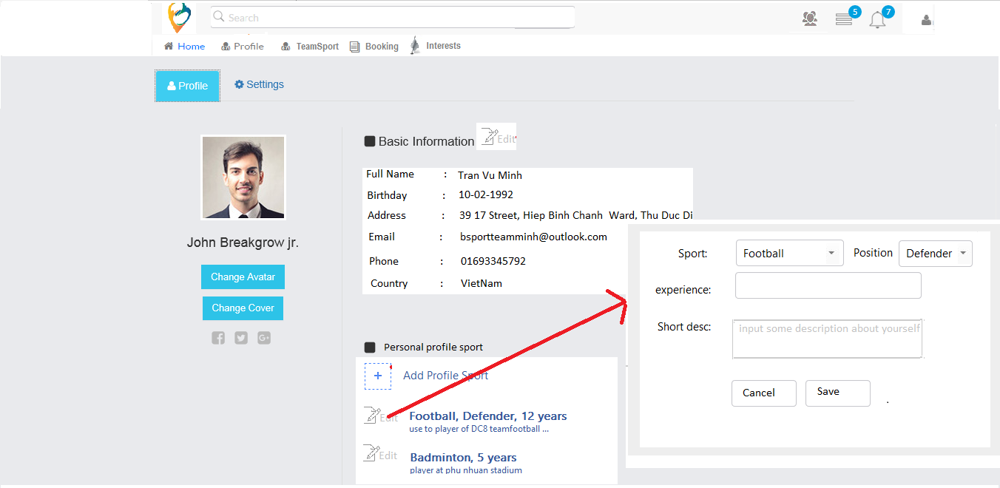 Search
5
7
Home Profile TeamSport Booking Interests
Profile Settings
Basic Information Edit
Full Name : Tran Vu Minh
Birthday : 10-02-1992
Address : 39 17 Street, Hiep Binh Chanh Ward, Thu Duc Di
Email : bsportteamminh@outlook.com
Phone : 01693345792
Country : VietNam
John Breakgrow jr.
Change Avatar
Change Cover
Personal profile sport
+ Add Profile Sport
Edit Football, Defender, 12 years
use to player of DC8 teamfootball ...
Edit Badminton, 5 years
player at phu nhuan stadium
Sport: Football Position Defender
experience:
Short desc: input some description about yourself
Cancel Save .